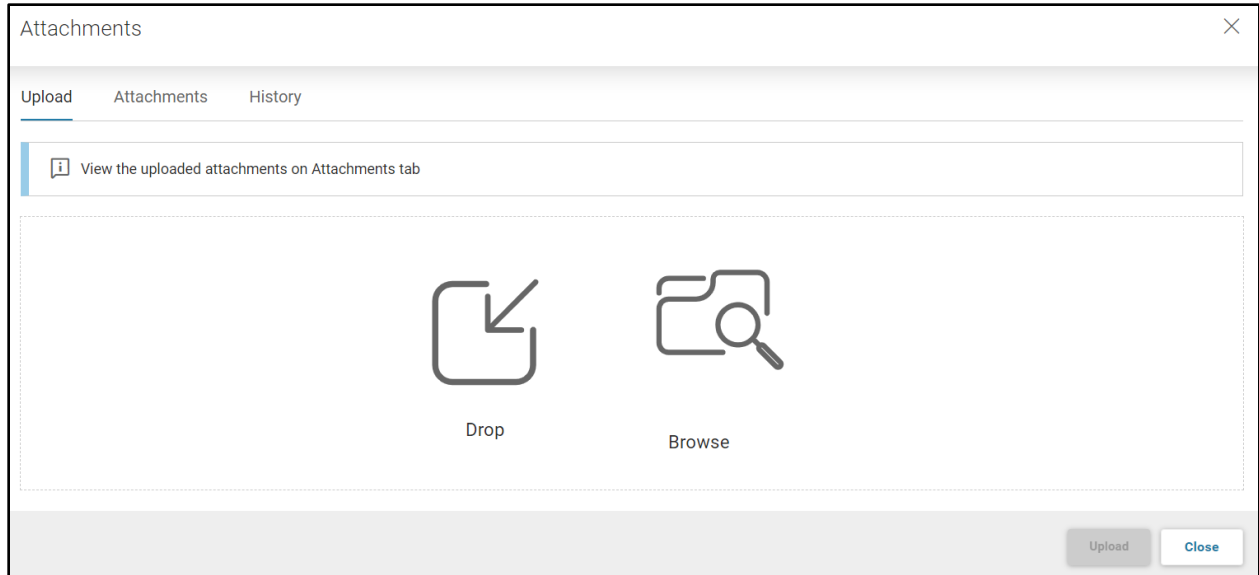 Attachments
Upload Attachments History
View the uploaded attachments on Attachments tab
Drop
Browse
Upload Close